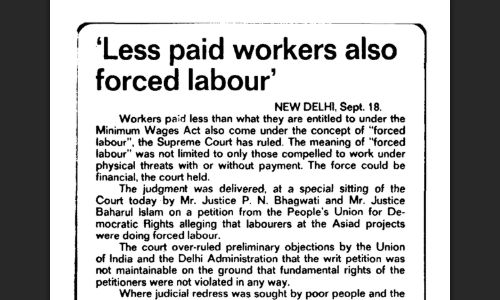 'Less paid workers also
forced labour'
NEW DELHI, Sept. 18.
Workers paid less than what they are entitled to under the
Minimum Wages Act also come under the concept of "forced
labour", the Supreme Court has ruled. The meaning of "forced
labour" was not limited to only those compelled to work under
physical threats with or without payment. The force could be
financial, the court held.
The judgment was delivered, at a special sitting of the
Court today by Mr. Justice P. N. Bhagwati and Mr. Justice
Baharul Islam on a petition from the People's Union for De-
mocratic Rights alleging that labourers at the Asiad projects
were doing forced labour.
The court over-ruled preliminary objections by the Union
of India and the Delhi Administration that the writ petition was
not maintainable on the ground that fundamental rights of the
petitioners were not violated in any way.
Where judicial redress was sought by poor people and the